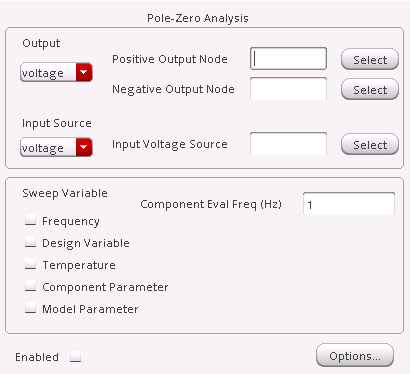 Pole-Zero Analysis
Output
voltage
Positive Output Node
Select
Negative Output Node
Select
Input Source
voltage
Input Voltage Source
Select
Sweep Variable
Component Eval Freq (Hz)
1
Frequency
Design Variable
Temperature
Component Parameter
Model Parameter
Enabled
Options...